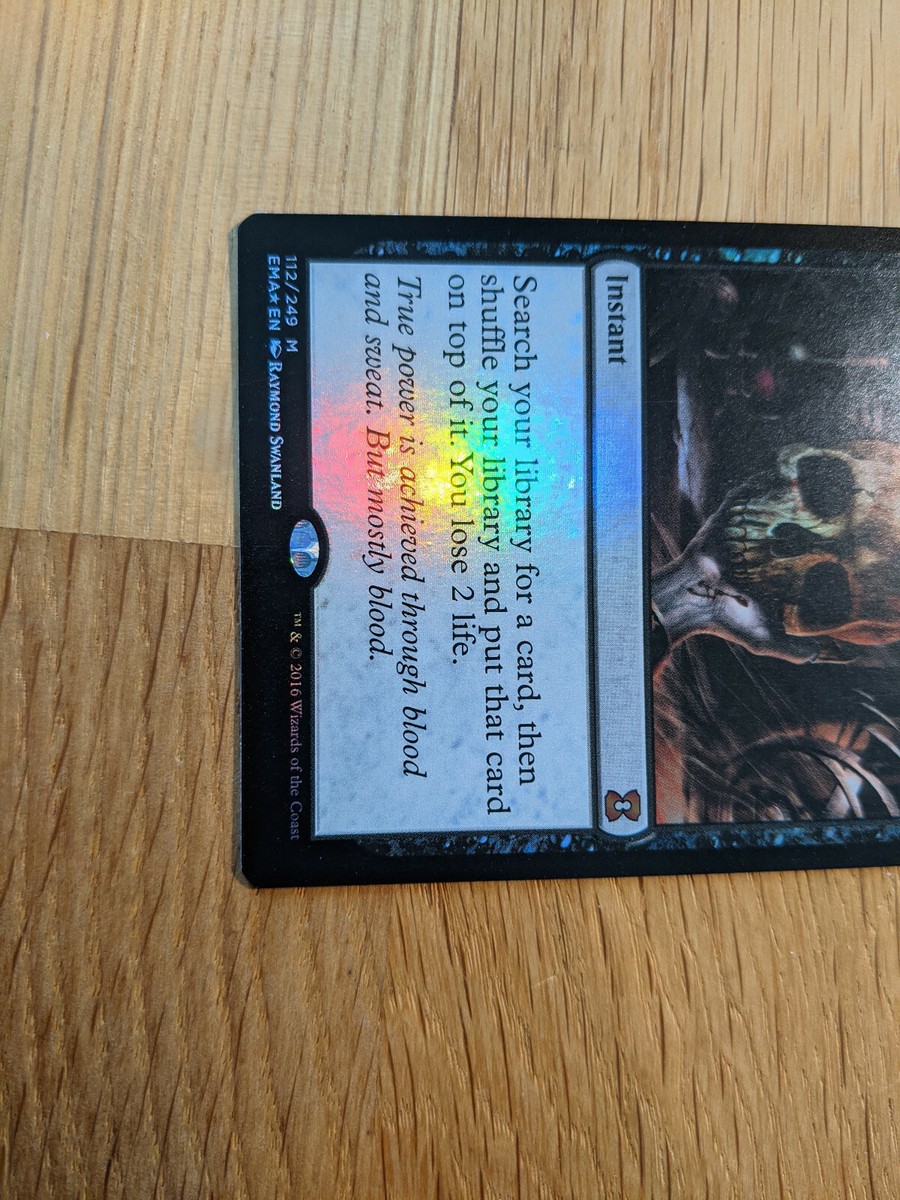 Instant
Search your library for a card, then
shuffle your library and put that card
on top of it. You lose 2 life.
True power is achieved through blood
and sweat. But mostly blood.
112/249 M
EMA★EN RAYMOND SWANLAND
™ & © 2016 Wizards of the Coast